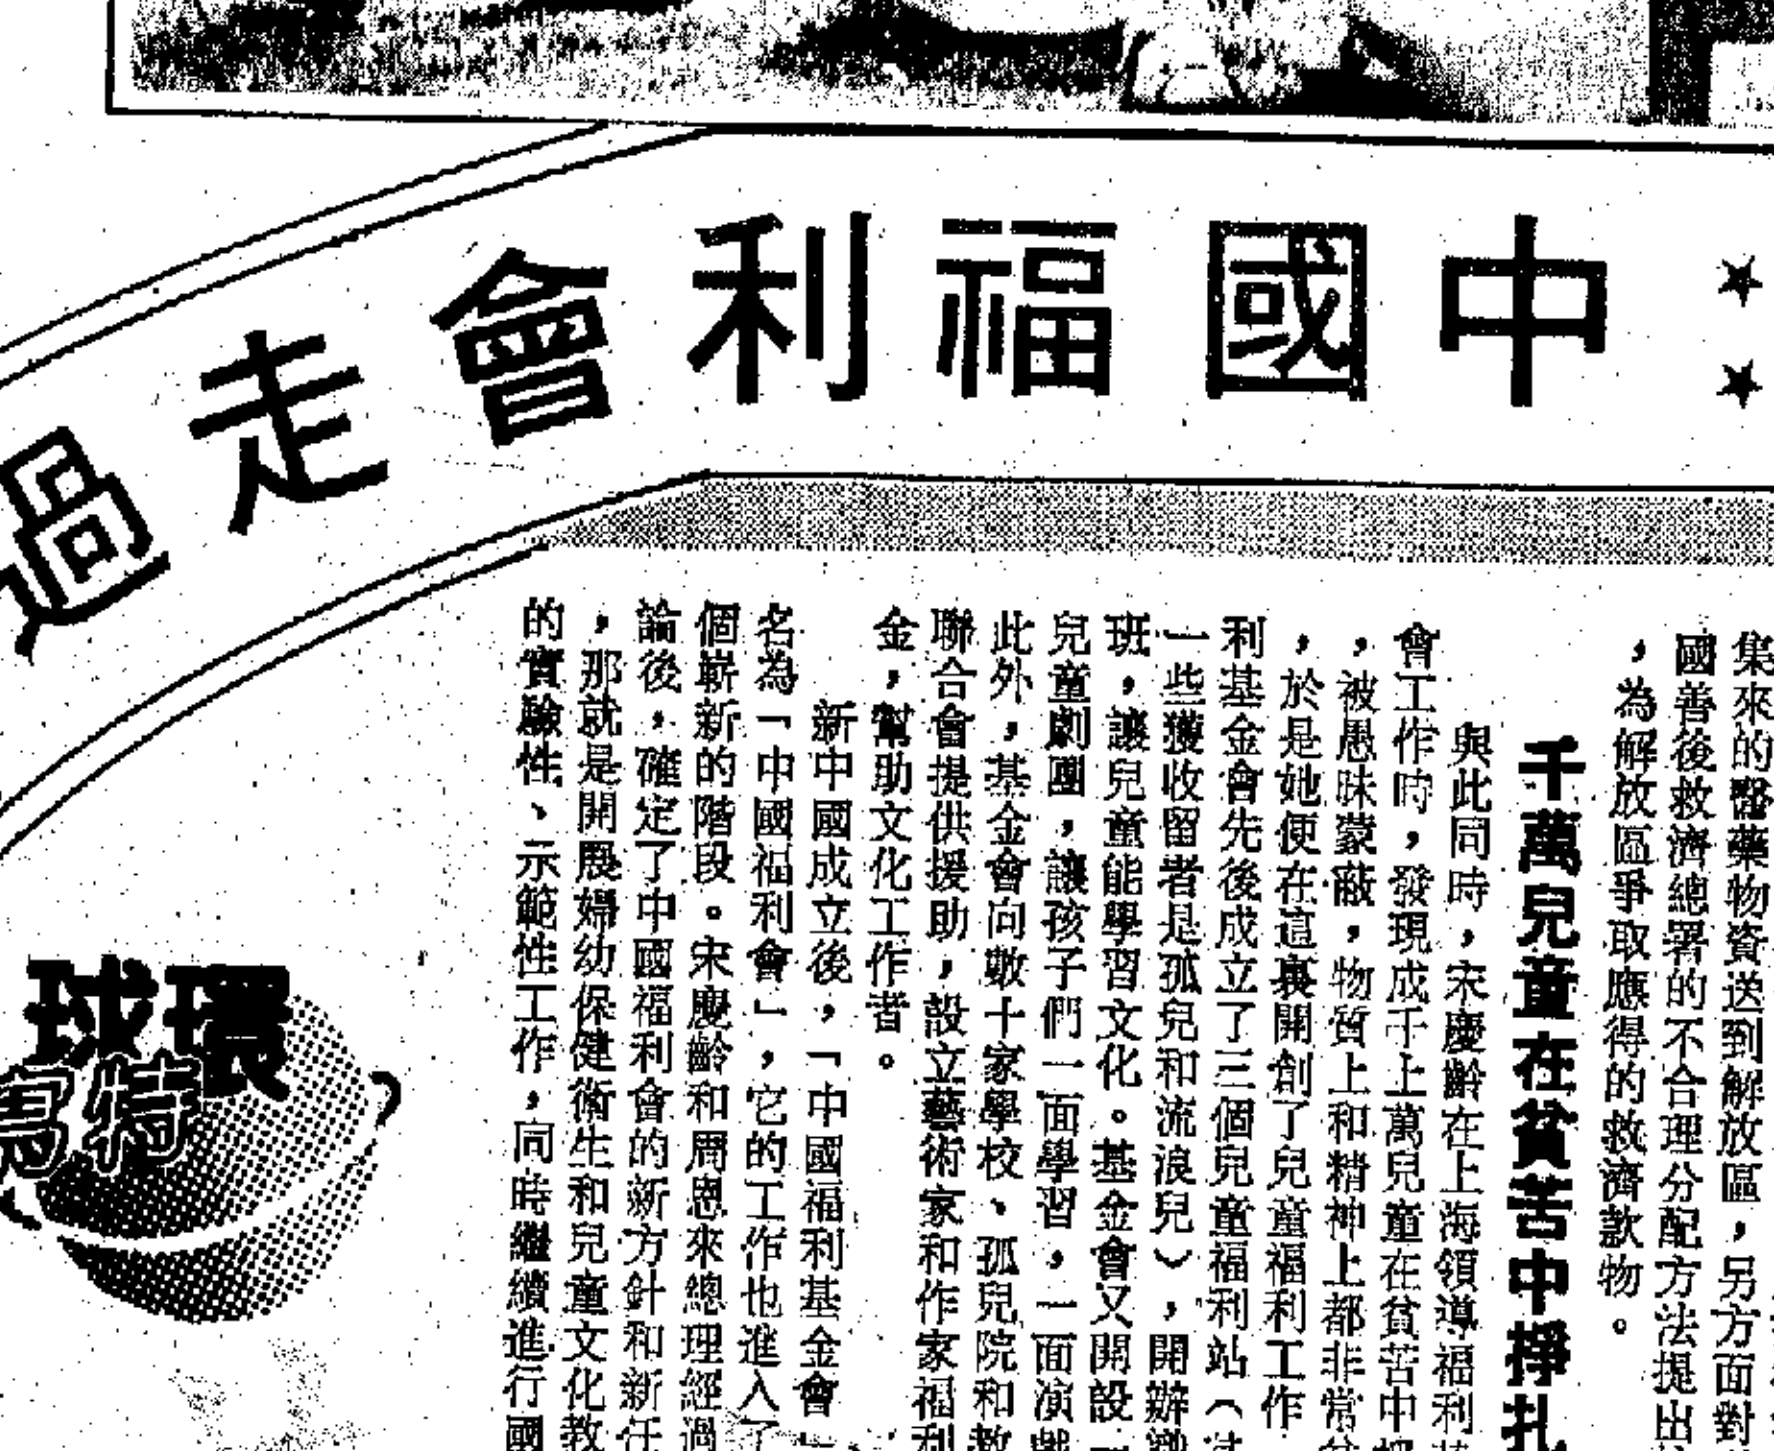 中國福利會走過
集來的醫藥物資送到解放區，另方面對
國善後救濟總署的不合理分配方法提出
，為解放區爭取應得的救濟款物。
千萬兒童在貧苦中掙扎
與此同時，宋慶齡在上海領導福利
會工作時，發現成千上萬兒童在貧苦中
，被愚昧蒙蔽，物質上和精神上都非常
，於是她便在這裏開創了兒童福利工作
利基金會先後成立了三個兒童福利站（
一些獲收留者是孤兒和流浪兒），開辦
班，讓兒童能學習文化。基金會又開設
兒童劇團，讓孩子們一面學習，一面演
此外，基金會向數十家學校、孤兒院和
聯合會提供援助，設立藝術家和作家福利
金，幫助文化工作者。
新中國成立後，「中國福利基金會」
名為「中國福利會」，它的工作也進入了
個嶄新的階段。宋慶齡和周恩來總理經過
論後，確定了中國福利會的新方針和新任
，那就是開展婦幼保健衛生和兒童文化教
的實驗性、示範性工作，同時繼續進行國
環球
特寫